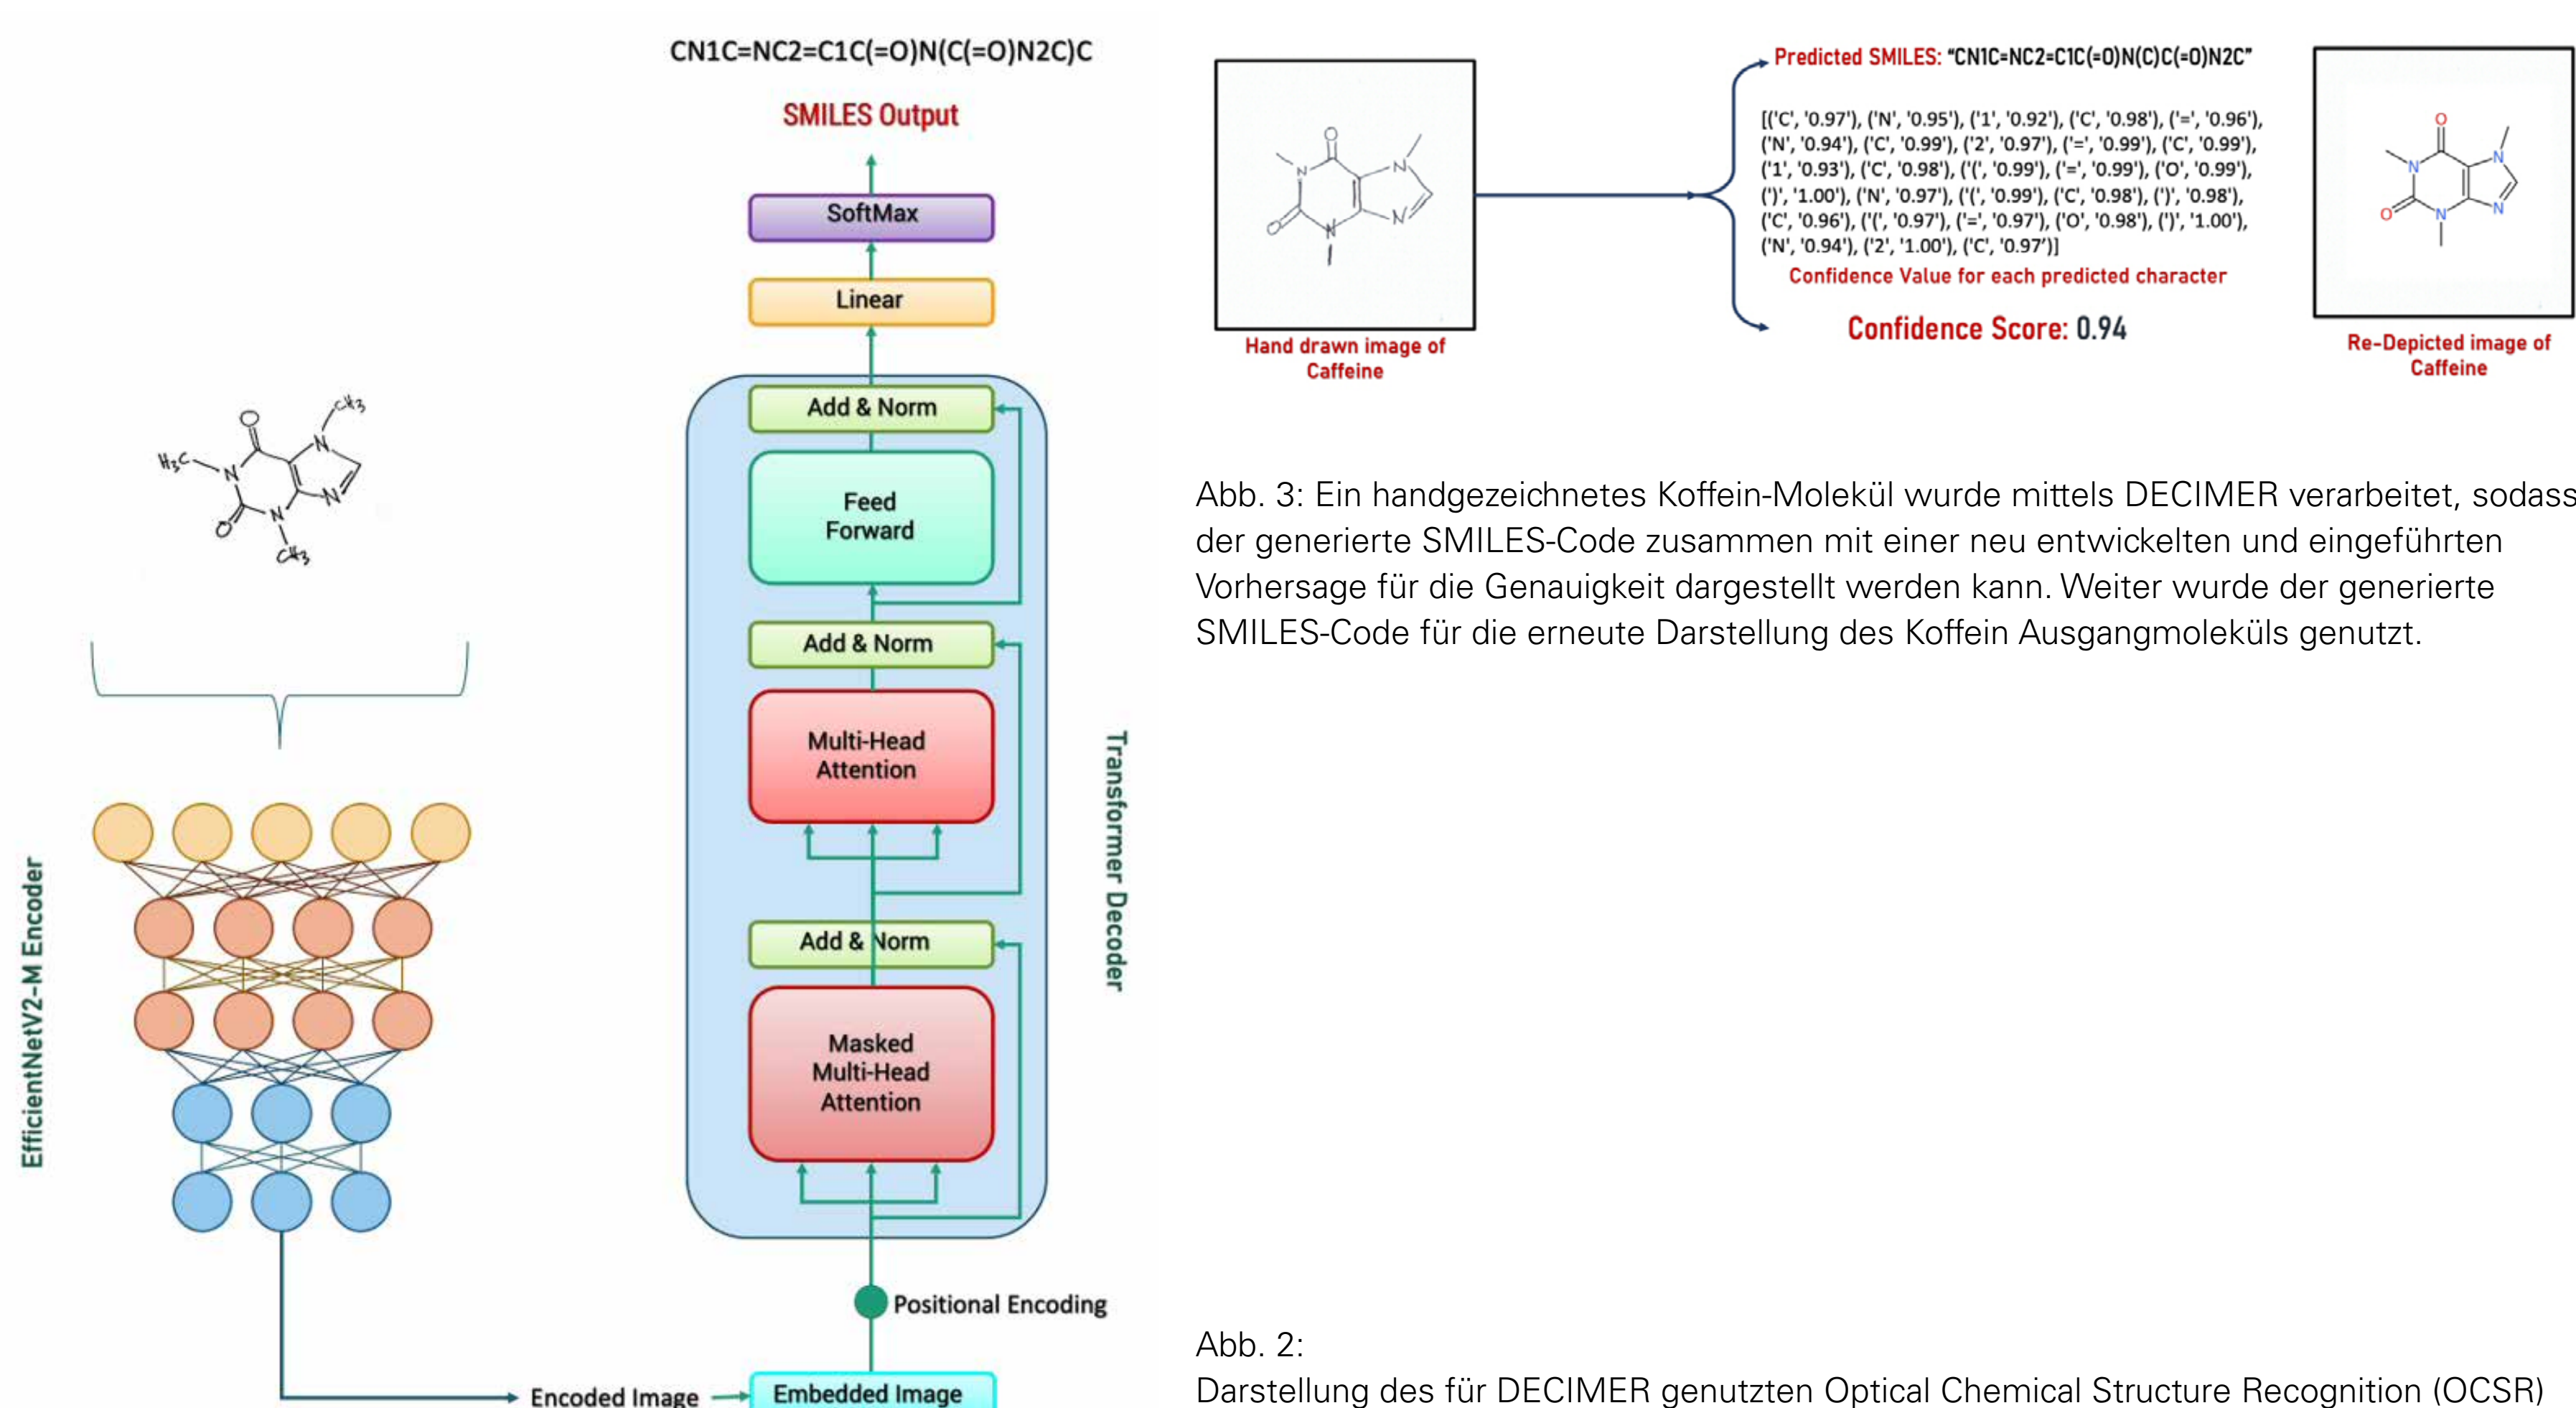 CN1C=NC2=C1C(=O)N(C(=O)N2C)C
SMILES Output
SoftMax
Linear
Add & Norm
Feed
Forward
Add & Norm
Multi-Head
Attention
Add & Norm
Masked
Multi-Head
Attention
Transformer Decoder
Positional Encoding
Embedded Image
Encoded Image
EfficientNetV2-M Encoder
O
CH3
N
H3C
N
N
O
N
CH3
Predicted SMILES: “CN1C=NC2=C1C(=O)N(C)C(=O)N2C”
[('C', '0.97'), ('N', '0.95'), ('1', '0.92'), ('C', '0.98'), ('=', '0.96'),
('N', '0.94'), ('C', '0.99'), ('2', '0.97'), ('=', '0.99'), ('C', '0.99'),
('1', '0.93'), ('C', '0.98'), ('(', '0.99'), ('=', '0.99'), ('O', '0.99'),
(')', '1.00'), ('N', '0.97'), ('(', '0.99'), ('C', '0.98'), (')', '0.98'),
('C', '0.96'), ('(', '0.97'), ('=', '0.97'), ('O', '0.98'), (')', '1.00'),
('N', '0.94'), ('2', '1.00'), ('C', '0.97')]
Confidence Value for each predicted character
Confidence Score: 0.94
O
N
N
O
N
N
Hand drawn image of
Caffeine
O
N
N
O
N
N
Re-Depicted image of
Caffeine
Abb. 3: Ein handgezeichnetes Koffein-Molekül wurde mittels DECIMER verarbeitet, sodass
der generierte SMILES-Code zusammen mit einer neu entwickelten und eingeführten
Vorhersage für die Genauigkeit dargestellt werden kann. Weiter wurde der generierte
SMILES-Code für die erneute Darstellung des Koffein Ausgangmoleküls genutzt.
Abb. 2:
Darstellung des für DECIMER genutzten Optical Chemical Structure Recognition (OCSR)